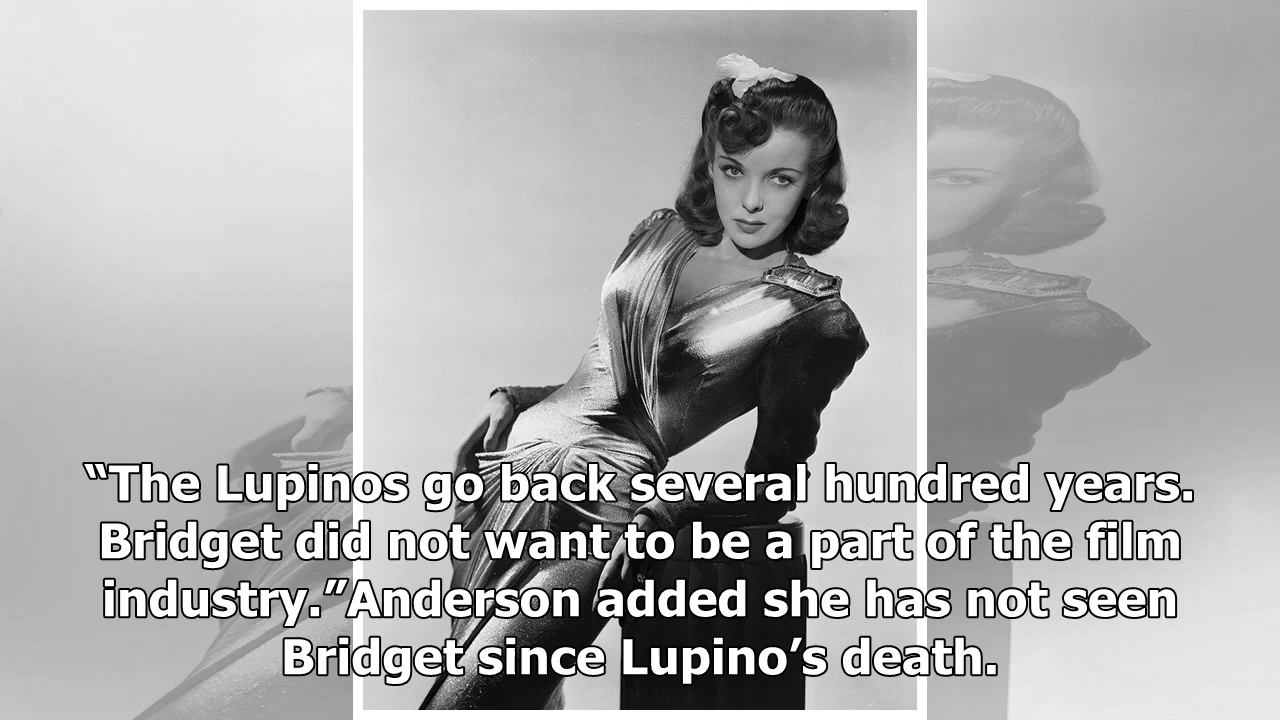 “The Lupinos go back several hundred years.
Bridget did not want to be a part of the film
industry.”Anderson added she has not seen
Bridget since Lupino’s death.